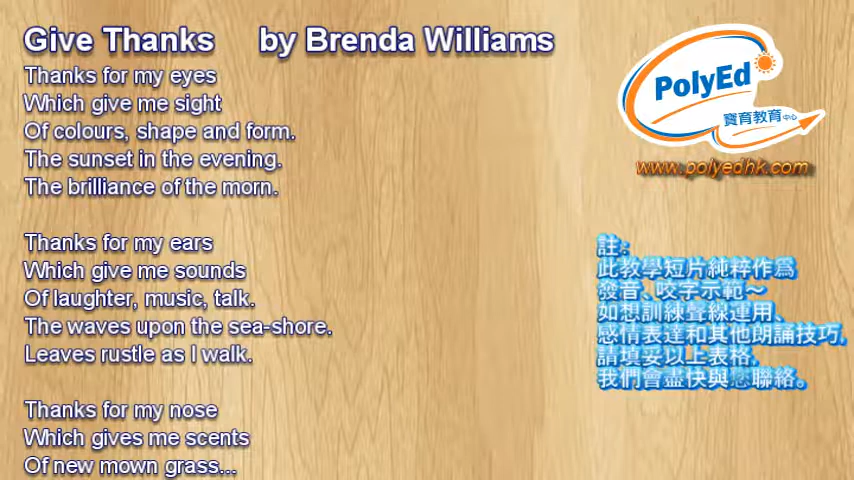 Give Thanks by Brenda Williams
Thanks for my eyes
Which give me sight
Of colours, shape and form.
The sunset in the evening.
The brilliance of the morn.
Thanks for my ears
Which give me sounds
Of laughter, music, talk.
The waves upon the sea-shore.
Leaves rustle as I walk.
Thanks for my nose
Which gives me scents
Of new mown grass...
PolyEd
寶育教育中心
www.polyedhk.com
註：
此教學短片純粹作為
發音、咬字示範～
如想訓練聲線運用、
感情表達和其他朗誦技巧,
請填妥以上表格,
我們會盡快與您聯絡。